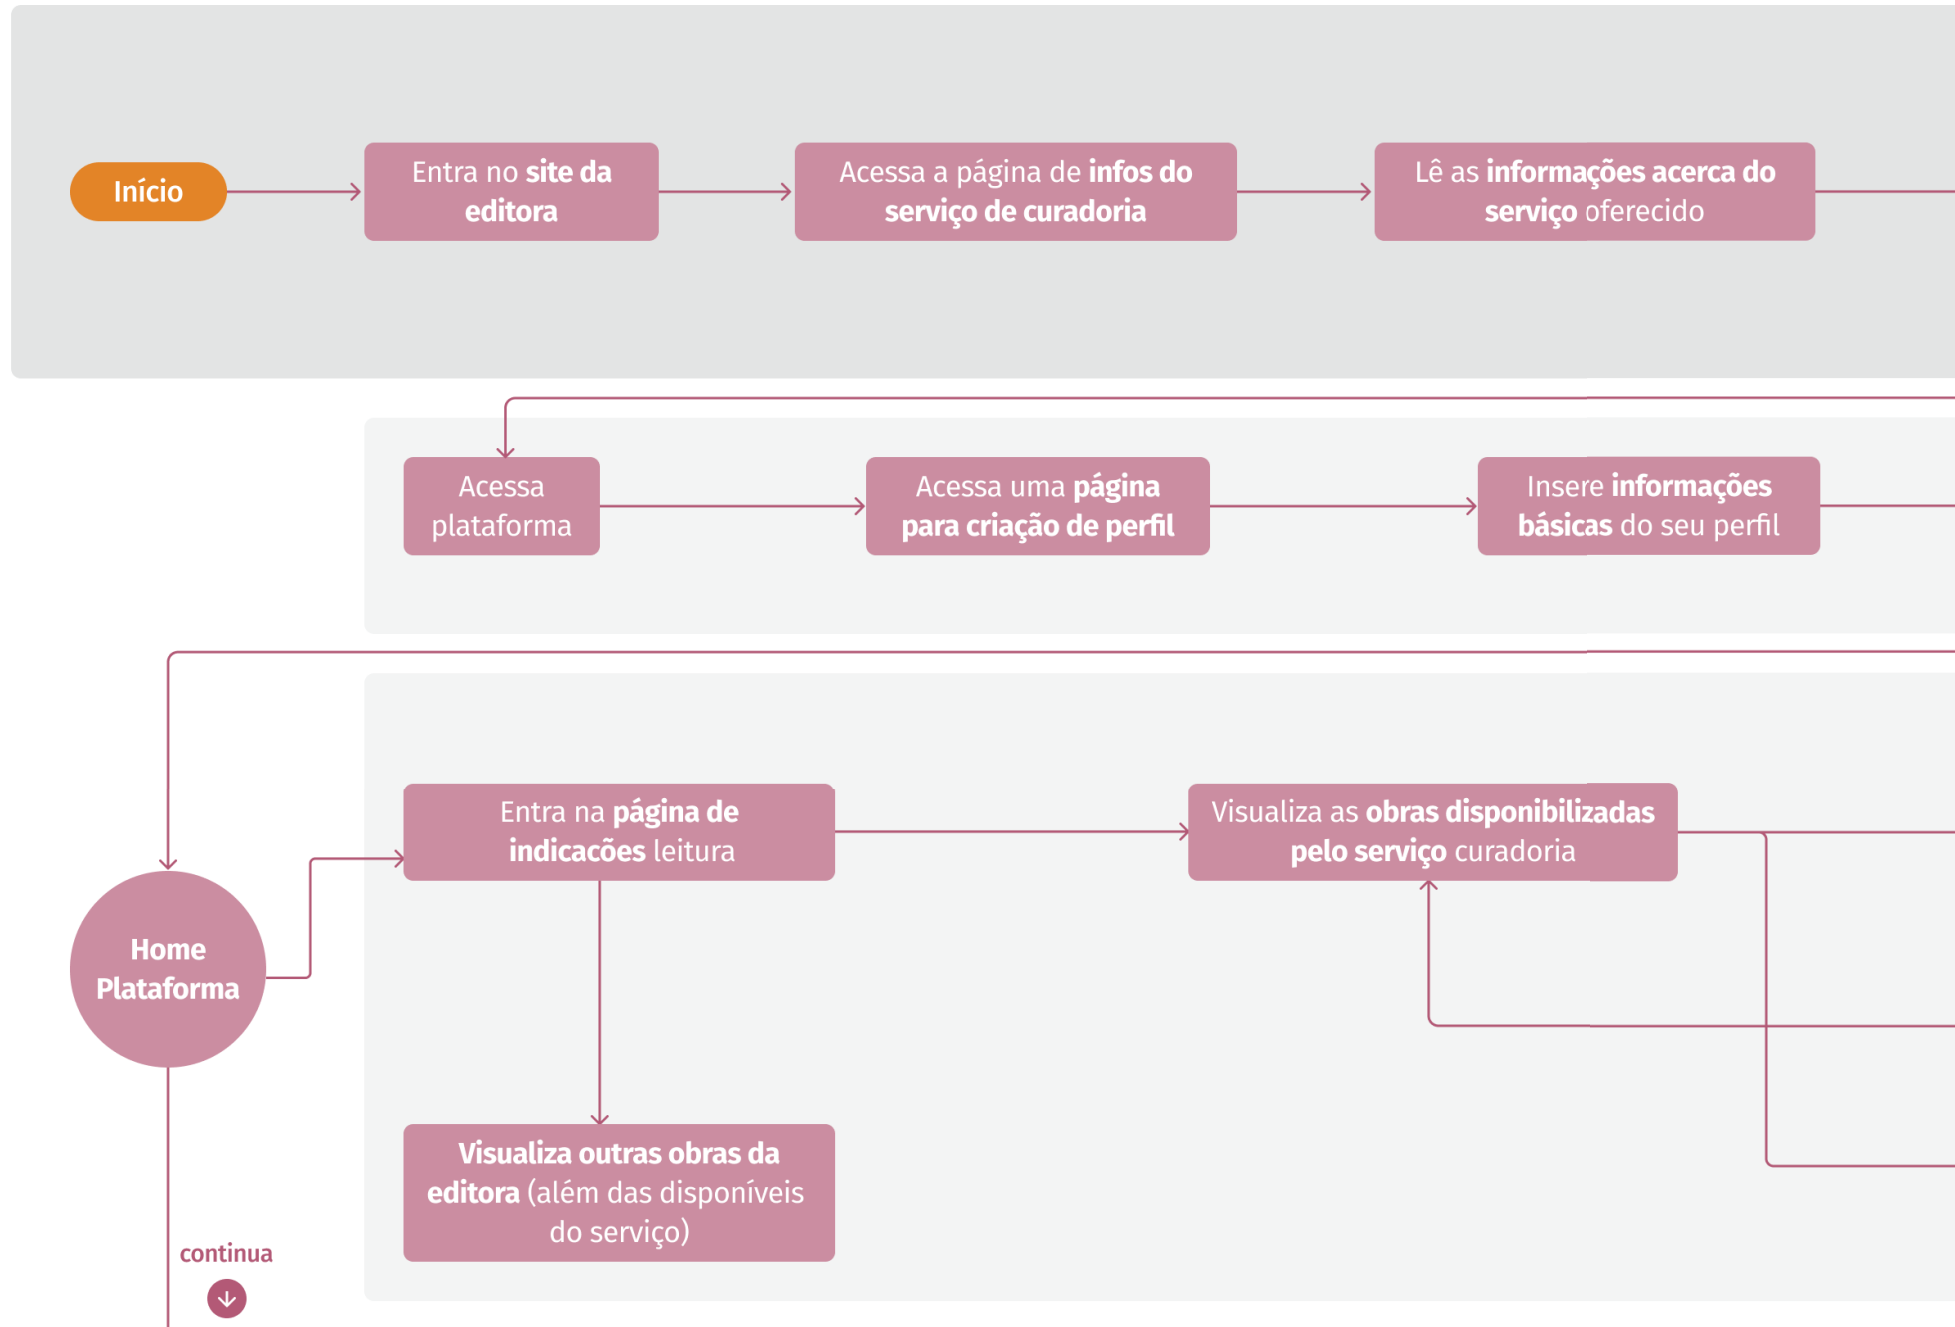 Início
Entra no site da
editora
Acessa a página de infos do
serviço de curadoria
Lê as informações acerca do
serviço oferecido
Acessa
plataforma
Acessa uma página
para criação de perfil
Insere informações
básicas do seu perfil
Entra na página de
indicacões leitura
Visualiza as obras disponibilizadas
pelo serviço curadoria
Home
Plataforma
Visualiza outras obras da
editora (além das disponíveis
do serviço)
continua